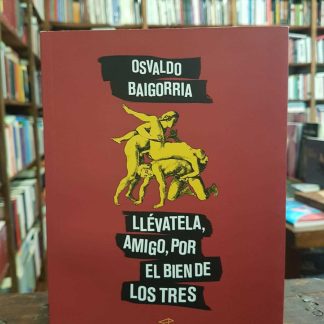 OSVALDO
BAIGORRIA
LLÉVATELA,
AMIGO, POR
EL BIEN DE
LOS TRES